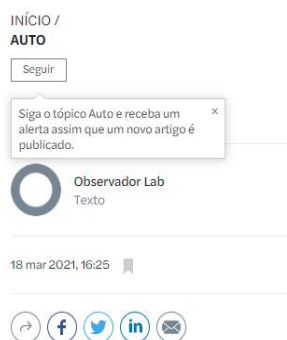 INÍCIO /
AUTO
Seguir
Siga o tópico Auto e receba um ×
alerta assim que um novo artigo é
publicado.
Observador Lab
Texto
18 mar 2021, 16:25